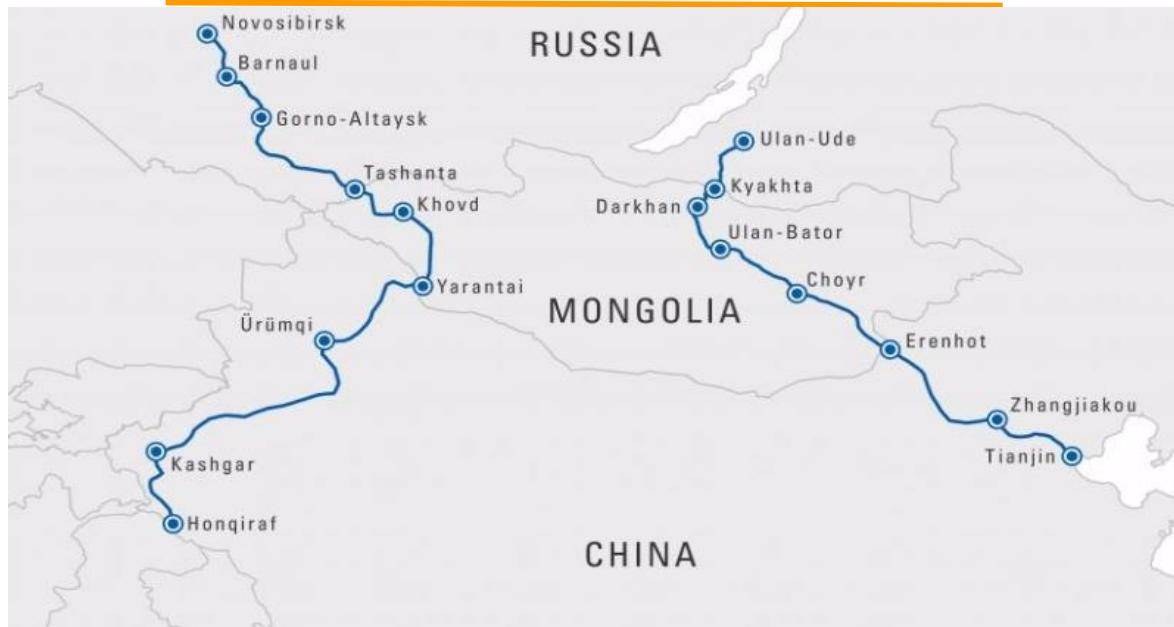 Novosibirsk
RUSSIA
Barnaul
Gorno-Altaysk
Ulan-Ude
Tashanta
Kyakhta
Khovd
Darkhan
Ulan-Bator
Choyr
Yarantai
MONGOLIA
Ürümqi
Erenhot
Zhangjiakou
Tianjin
Kashgar
Honqiraf
CHINA